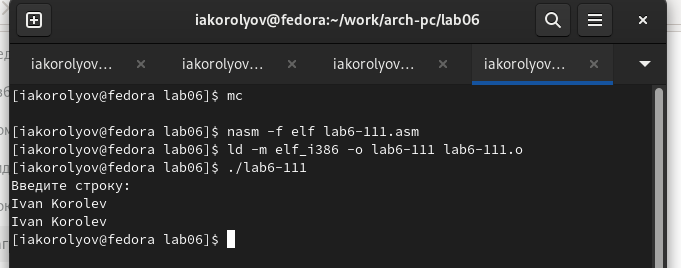 iakorolyov@fedora:~/work/arch-pc/lab06
iakorolyov... iakorolyov... iakorolyov... iakorolyov...
[iakorolyov@fedora lab06]$ mc
[iakorolyov@fedora lab06]$ nasm -f elf lab6-111.asm
[iakorolyov@fedora lab06]$ ld -m elf_i386 -o lab6-111 lab6-111.o
[iakorolyov@fedora lab06]$ ./lab6-111
Введите строку:
Ivan Korolev
Ivan Korolev
[iakorolyov@fedora lab06]$